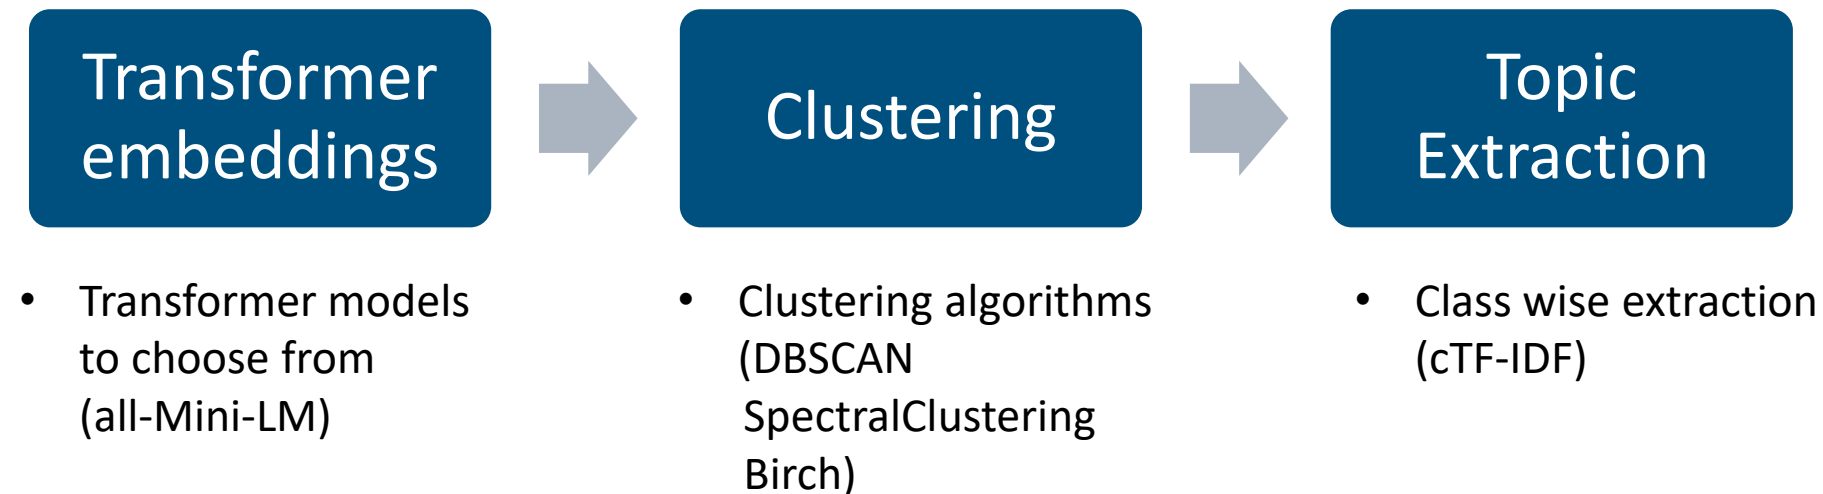 Transformer
embeddings
Clustering
Topic
Extraction
• Transformer models
to choose from
(all-Mini-LM)
• Clustering algorithms
(DBSCAN
SpectralClustering
Birch)
• Class wise extraction
(cTF-IDF)